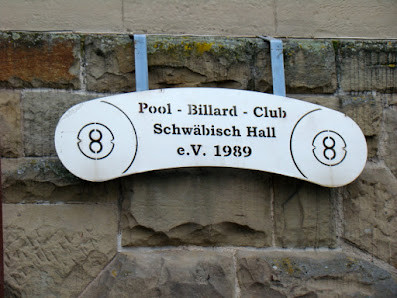 Pool - Billard - Club
Schwäbisch Hall
e.V. 1989
8
8